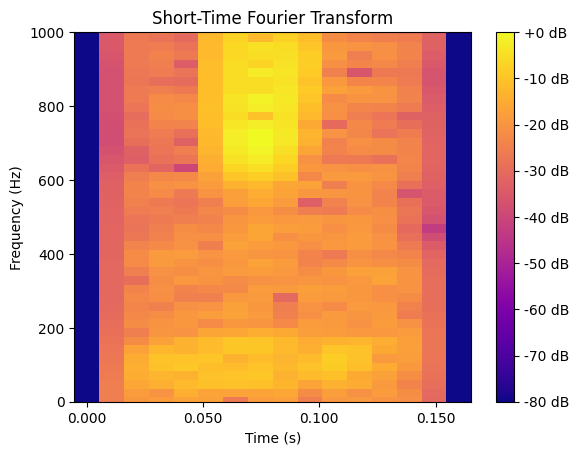 Short-Time Fourier Transform
1000
800
600
400
200
0
Frequency (Hz)
0.000
0.050
0.100
0.150
Time (s)
+0 dB
-10 dB
-20 dB
-30 dB
-40 dB
-50 dB
-60 dB
-70 dB
-80 dB